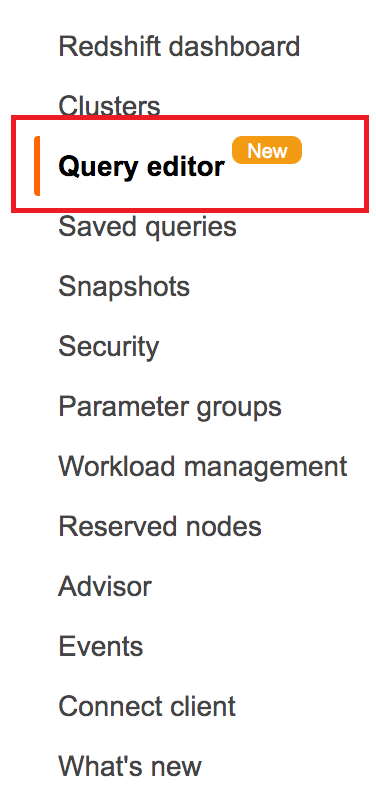 Redshift dashboard
Clusters
Query editor New
Saved queries
Snapshots
Security
Parameter groups
Workload management
Reserved nodes
Advisor
Events
Connect client
What's new